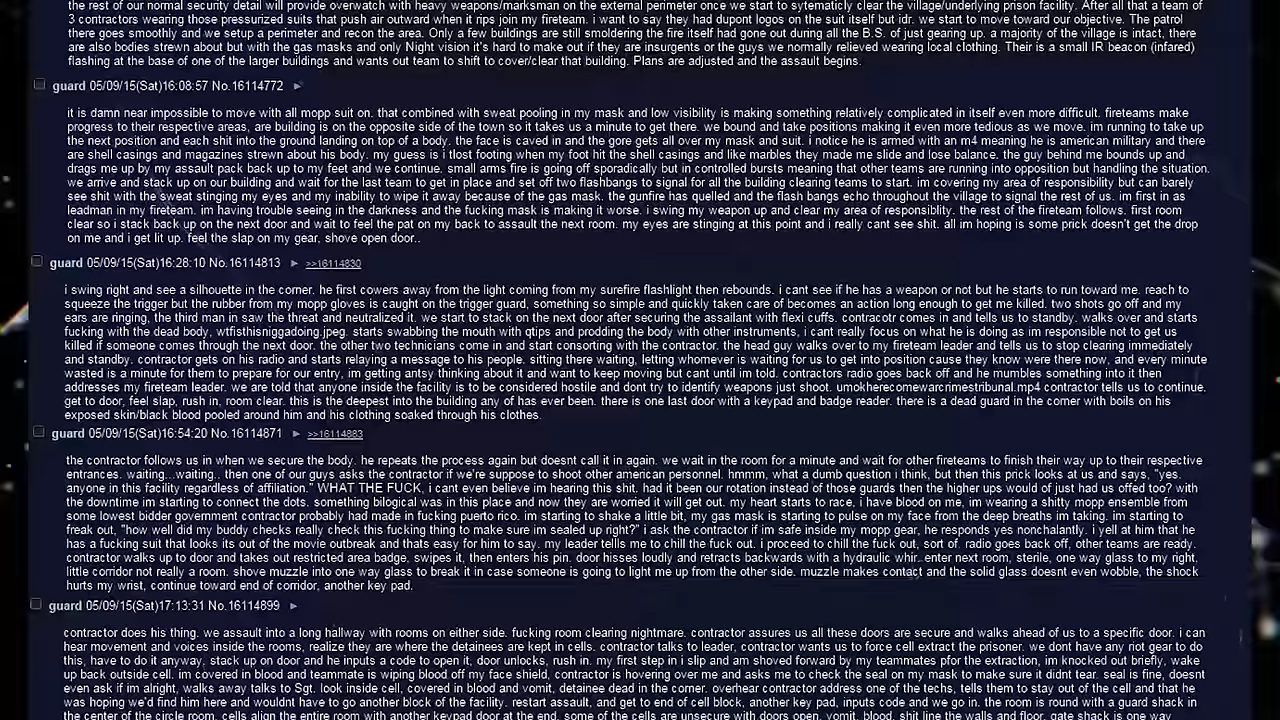 the rest of our normal security detail will provide overwatch with heavy weapons/marksman on the external perimeter once we start to sytematicly clear the village/underlying prison facility. After all that a team of
3 contractors wearing those pressurized suits that push air outward when it rips join my fireteam. i want to say they had dupont logos on the suit itself but idr. we start to move toward our objective. The patrol
there goes smoothly and we setup a perimeter and recon the area. Only a few buildings are still smoldering the fire itself had gone out during all the B.S. of just gearing up. a majority of the village is intact, there
are also bodies strewn about but with the gas masks and only Night vision it's hard to make out if they are insurgents or the guys we normally relieved wearing local clothing. Their is a small IR beacon (infared)
flashing at the base of one of the larger buildings and wants out team to shift to cover/clear that building. Plans are adjusted and the assault begins.
guard 05/09/15(Sat)16:08:57 No.16114772 ►
it is damn near impossible to move with all mopp suit on. that combined with sweat pooling in my mask and low visibility is making something relatively complicated in itself even more difficult. fireteams make
progress to their respective areas, are building is on the opposite side of the town so it takes us a minute to get there. we bound and take positions making it even more tedious as we move. im running to take up
the next position and each shit into the ground landing on top of a body. the face is caved in and the gore gets all over my mask and suit. i notice he is armed with an m4 meaning he is american military and there
are shell casings and magazines strewn about his body. my guess is i tlost footing when my foot hit the shell casings and like marbles they made me slide and lose balance. the guy behind me bounds up and
drags me up by my assault pack back up to my feet and we continue. small arms fire is going off sporadically but in controlled bursts meaning that other teams are running into opposition but handling the situation.
we arrive and stack up on our building and wait for the last team to get in place and set off two flashbangs to signal for all the building clearing teams to start. im covering my area of responsibility but can barely
see shit with the sweat stinging my eyes and my inability to wipe it away because of the gas mask. the gunfire has quelled and the flash bangs echo throughout the village to signal the rest of us. im first in as
leadman in my fireteam. im having trouble seeing in the darkness and the fucking mask is making it worse. i swing my weapon up and clear my area of responsiblity. the rest of the fireteam follows. first room
clear so i stack back up on the next door and wait to feel the pat on my back to assault the next room. my eyes are stinging at this point and i really cant see shit. all im hoping is some prick doesn't get the drop
on me and i get lit up. feel the slap on my gear, shove open door..
guard 05/09/15(Sat)16:28:10 No.16114813 ► >>16114830
i swing right and see a silhouette in the corner. he first cowers away from the light coming from my surefire flashlight then rebounds. i cant see if he has a weapon or not but he starts to run toward me. reach to
squeeze the trigger but the rubber from my mopp gloves is caught on the trigger guard, something so simple and quickly taken care of becomes an action long enough to get me killed. two shots go off and my
ears are ringing, the third man in saw the threat and neutralized it. we start to stack on the next door after securing the assailant with flexi cuffs. contracotr comes in and tells us to standby. walks over and starts
fucking with the dead body, wtfisthisniggadoing.jpeg. starts swabbing the mouth with qtips and prodding the body with other instruments, i cant really focus on what he is doing as im responsible not to get us
killed if someone comes through the next door. the other two technicians come in and start consorting with the contractor. the head guy walks over to my fireteam leader and tells us to stop clearing immediately
and standby. contractor gets on his radio and starts relaying a message to his people. sitting there waiting, letting whomever is waiting for us to get into position cause they know were there now, and every minute
wasted is a minute for them to prepare for our entry, im getting antsy thinking about it and want to keep moving but cant until im told. contractors radio goes back off and he mumbles something into it then
addresses my fireteam leader. we are told that anyone inside the facility is to be considered hostile and dont try to identify weapons just shoot. umokherecomewarcrimestribunal.mp4 contractor tells us to continue.
get to door, feel slap, rush in, room clear. this is the deepest into the building any of has ever been. there is one last door with a keypad and badge reader. there is a dead guard in the corner with boils on his
exposed skin/black blood pooled around him and his clothing soaked through his clothes.
guard 05/09/15(Sat)16:54:20 No.16114871 ► >>16114883
the contractor follows us in when we secure the body. he repeats the process again but doesnt call it in again. we wait in the room for a minute and wait for other fireteams to finish their way up to their respective
entrances. waiting...waiting.. then one of our guys asks the contractor if we're suppose to shoot other american personnel. hmmm, what a dumb question i think, but then this prick looks at us and says, "yes.
anyone in this facility regardless of affiliation." WHAT THE FUCK, i cant even believe im hearing this shit. had it been our rotation instead of those guards then the higher ups would of just had us offed too? with
the downtime im starting to connect the dots. something bilogical was in this place and now they are worried it will get out. my heart starts to race. i have blood on me, im wearing a shitty mopp ensemble from
some lowest bidder government contractor probably had made in fucking puerto rico. im starting to shake a little bit, my gas mask is starting to pulse on my face from the deep breaths im taking. im starting to
freak out, "how well did my buddy checks really check this fucking thing to make sure im sealed up right?" i ask the contractor if im safe inside my mopp gear, he responds yes nonchalantly. i yell at him that he
has a fucking suit that looks its out of the movie outbreak and thats easy for him to say. my leader tells me to chill the fuck out. i proceed to chill the fuck out, sort of. radio goes back off, other teams are ready.
contractor walks up to door and takes out restricted area badge, swipes it, then enters his pin. door hisses loudly and retracts backwards with a hydraulic whir. enter next room, sterile, one way glass to my right,
little corridor not really a room. shove muzzle into one way glass to break it in case someone is going to light me up from the other side. muzzle makes contact and the solid glass doesnt even wobble, the shock
hurts my wrist, continue toward end of corridor, another key pad.
guard 05/09/15(Sat)17:13:31 No.16114899 ►
contractor does his thing. we assault into a long hallway with rooms on either side. fucking room clearing nightmare. contractor assures us all these doors are secure and walks ahead of us to a specific door. i can
hear movement and voices inside the rooms, realize they are where the detainees are kept in cells. contractor talks to leader, contractor wants us to force cell extract the prisoner. we dont have any riot gear to do
this, have to do it anyway. stack up on door and he inputs a code to open it, door unlocks, rush in. my first step in i slip and am shoved forward by my teammates pfor the extraction, im knocked out briefly, wake
up back outside cell. im covered in blood and teammate is wiping blood off my face shield, contractor is hovering over me and asks me to check the seal on my mask to make sure it didnt tear. seal is fine, doesnt
even ask if im alright, walks away talks to Sgt. look inside cell, covered in blood and vomit, detainee dead in the corner. overhear contractor address one of the techs, tells them to stay out of the cell and that he
was hoping we'd find him here and wouldnt have to go another block of the facility. restart assault, and get to end of cell block, another key pad, inputs code and we go in. the room is round with a guard shack in
the center of the circle room. cells align the entire room with another keypad door at the end. some of the cells are unsecure with doors open. vomit, blood, shit line the walls and floor. gate shack is one way